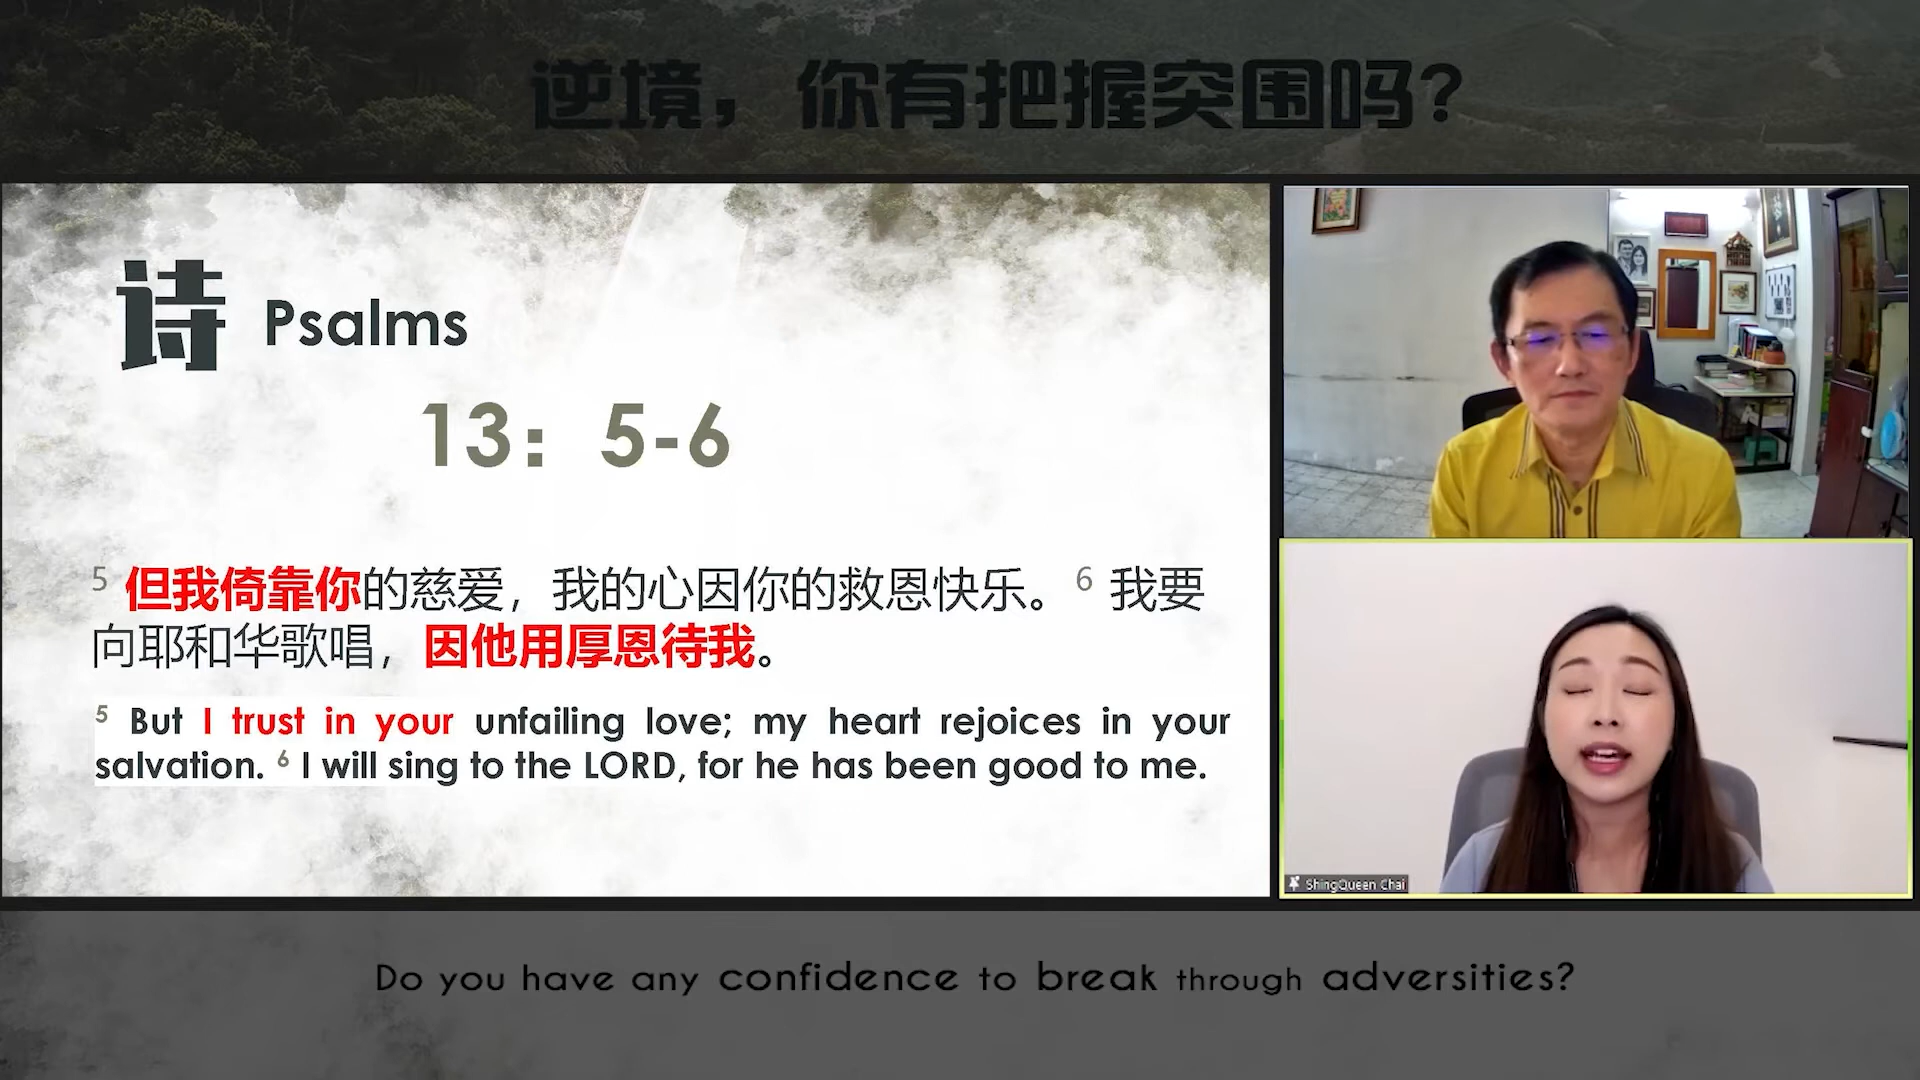 逆境，你有把握突围吗？
诗 Psalms
13：5-6
5 但我倚靠你的慈爱，我的心因你的救恩快乐。6 我要
向耶和华歌唱，因他用厚恩待我。
5 But I trust in your unfailing love; my heart rejoices in your
salvation. 6 I will sing to the LORD, for he has been good to me.
ShingQueen Chai
Do you have any confidence to break through adversities?